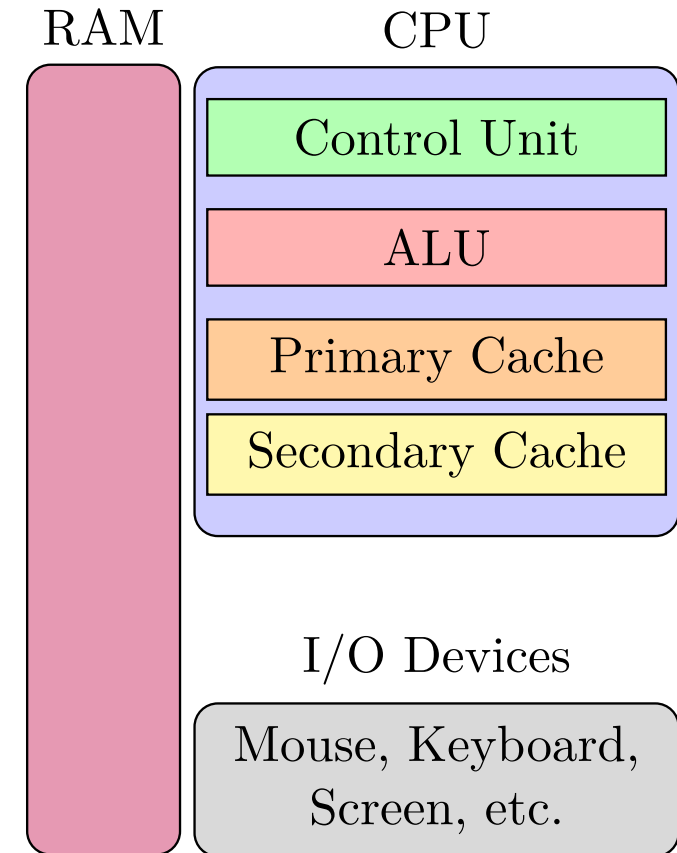 RAM
CPU
Control Unit
ALU
Primary Cache
Secondary Cache
I/O Devices
Mouse, Keyboard,
Screen, etc.